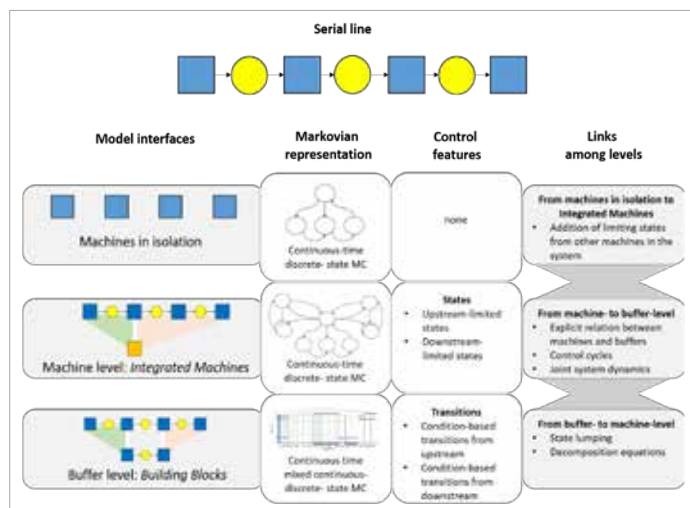 Serial line
Model interfaces
Markovian
representation
Control
features
Links
among levels
Machines in isolation
Continuous-time
discrete- state MC
none
From machines in isolation to
Integrated Machines
• Addition of limiting states
from other machines in the
system
Machine level: Integrated Machines
Continuous-time
discrete- state MC
States
• Upstream-limited
states
• Downstream-
limited states
From machine- to buffer-level
• Explicit relation between
machines and buffers
• Control cycles
• Joint system dynamics
Buffer level: Building Blocks
Continuous time
mixed continuous-
discrete- state MC
Transitions
• Condition-based
transitions from
upstream
• Condition-based
transitions from
downstream
From buffer- to machine-level
• State lumping
• Decomposition equations